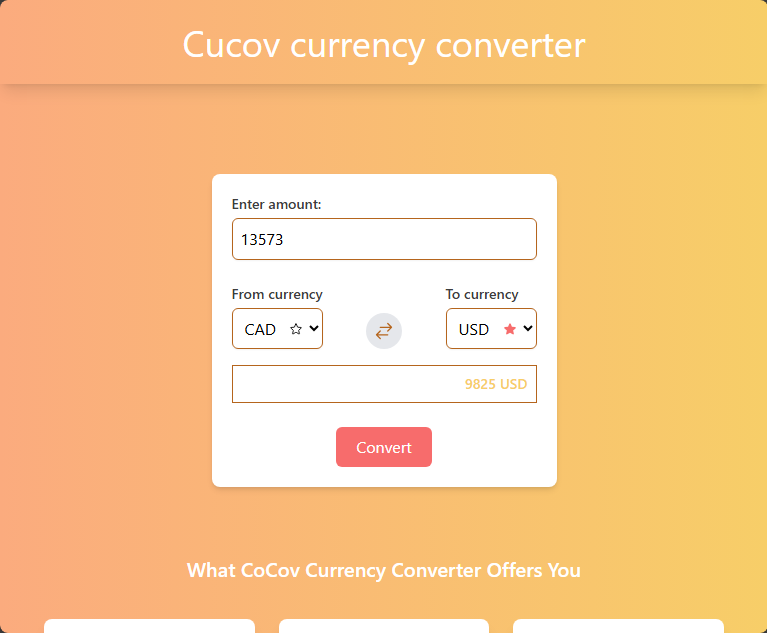 Cucov currency converter
Enter amount:
13573
From currency
To currency
CAD
USD
9825 USD
Convert
What CoCov Currency Converter Offers You